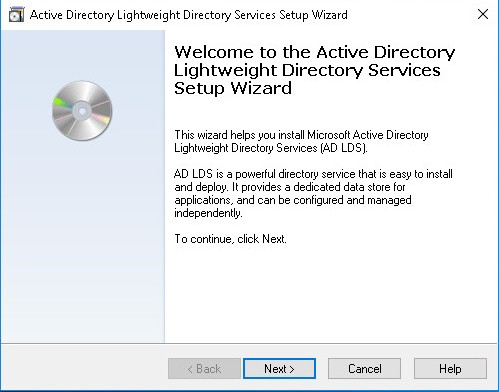 Active Directory Lightweight Directory Services Setup Wizard
Welcome to the Active Directory
Lightweight Directory Services
Setup Wizard
This wizard helps you install Microsoft Active Directory
Lightweight Directory Services (AD LDS).
AD LDS is a powerful directory service that is easy to install
and deploy. It provides a dedicated data store for
applications, and can be configured and managed
independently.
To continue, click Next.
< Back
Next >
Cancel
Help